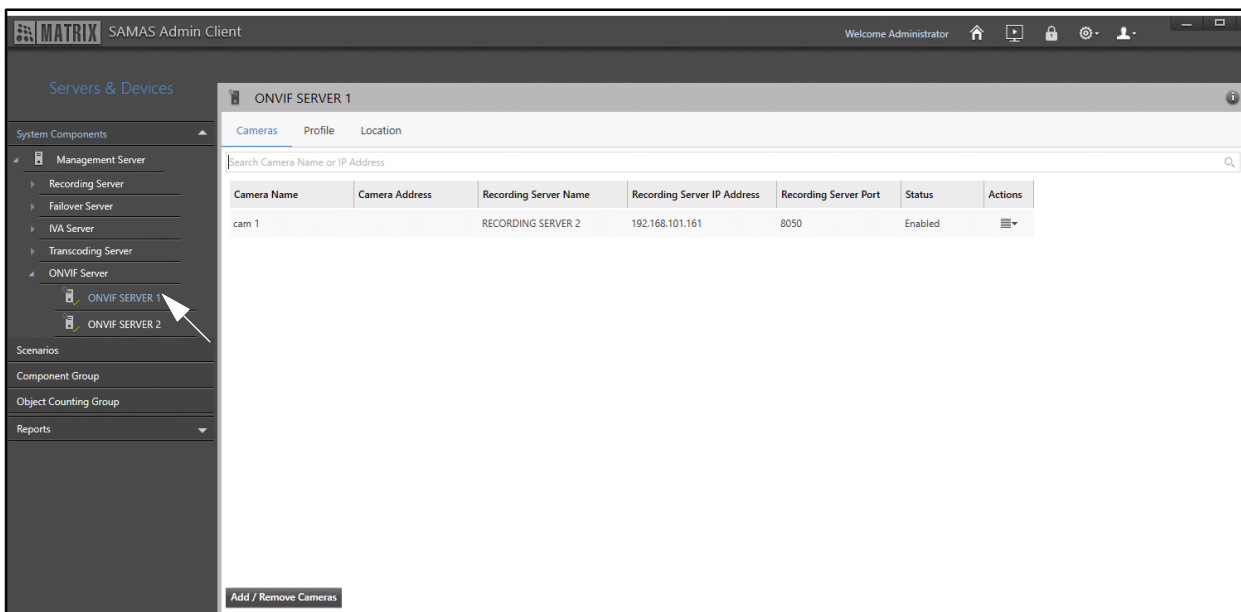 MATRIX SAMAS Admin Client Welcome Administrator
Servers & Devices
System Components
Management Server
Recording Server
Failover Server
IVA Server
Transcoding Server
ONVIF Server
ONVIF SERVER 1
ONVIF SERVER 2
Scenarios
Component Group
Object Counting Group
Reports
ONVIF SERVER 1
Cameras Profile Location
Search Camera Name or IP Address
Camera Name Camera Address Recording Server Name Recording Server IP Address Recording Server Port Status Actions
cam 1 RECORDING SERVER 2 192.168.101.161 8050 Enabled
Add / Remove Cameras